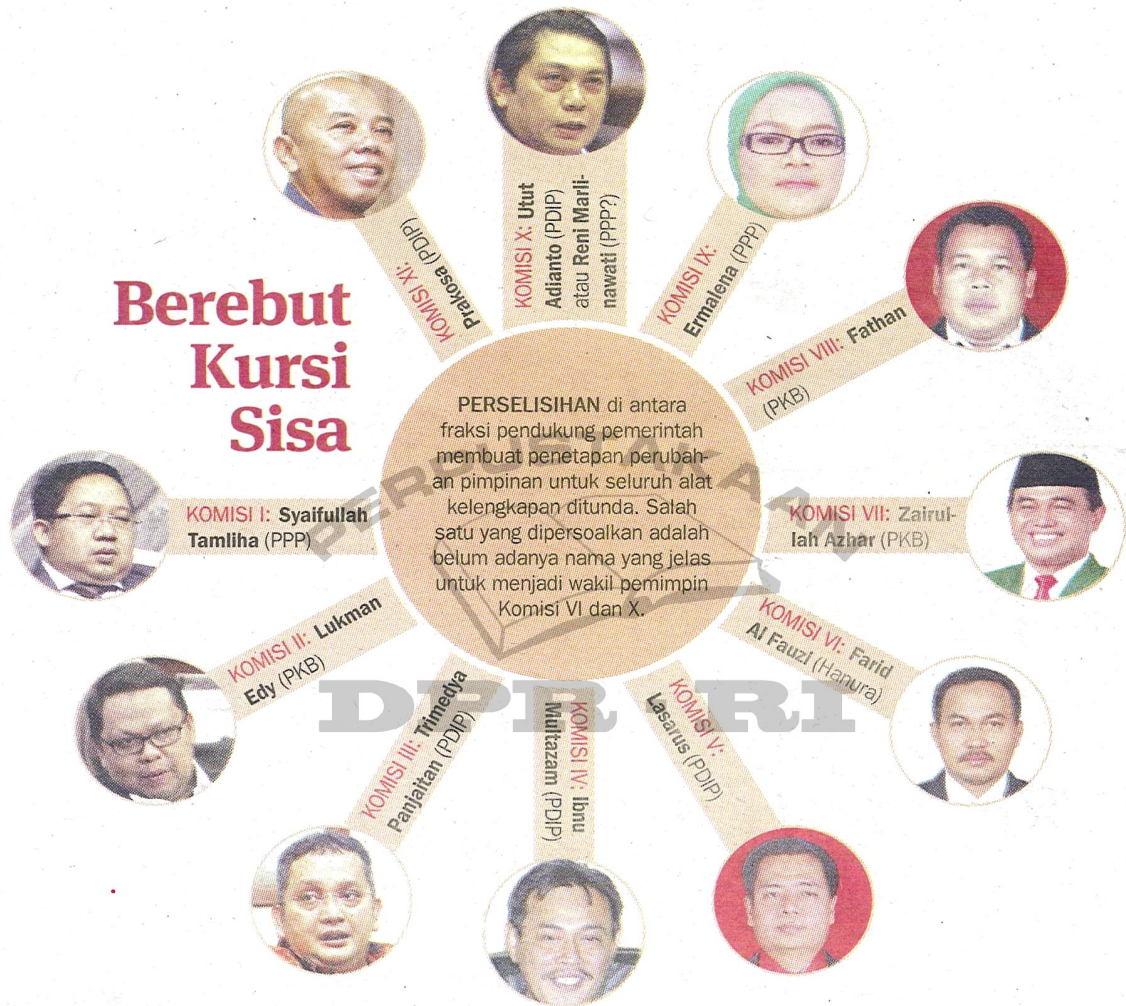 Berebut
Kursi
Sisa
KOMISI I: Syaifullah
Tamliha (PPP)
KOMISI II: Lukman
Edy (PKB)
KOMISI III: Trimedya
Panjaitan (PDIP)
KOMISI IV: Ibnu
Multazam (PDIP)
KOMISI V:
Lasarus (PDIP)
KOMISI VI: Farid
Al Fauzi (Hanura)
KOMISI VII: Zairul-
lah Azhar (PKB)
KOMISI VIII: Fathan
(PKB)
KOMISI IX:
Ermalena (PPP)
KOMISI X: Utut
Adianto (PDIP)
atau Reni Marli-
nawati (PPP?)
KOMISI XI:
Prakosa (PDIP)
PERSELISIHAN di antara
fraksi pendukung pemerintah
membuat penetapan perubah-
an pimpinan untuk seluruh alat
kelengkapan ditunda. Salah
satu yang dipersoalkan adalah
belum adanya nama yang jelas
untuk menjadi wakil pemimpin
Komisi VI dan X.
PERPUSTAKAAN
DPR RI